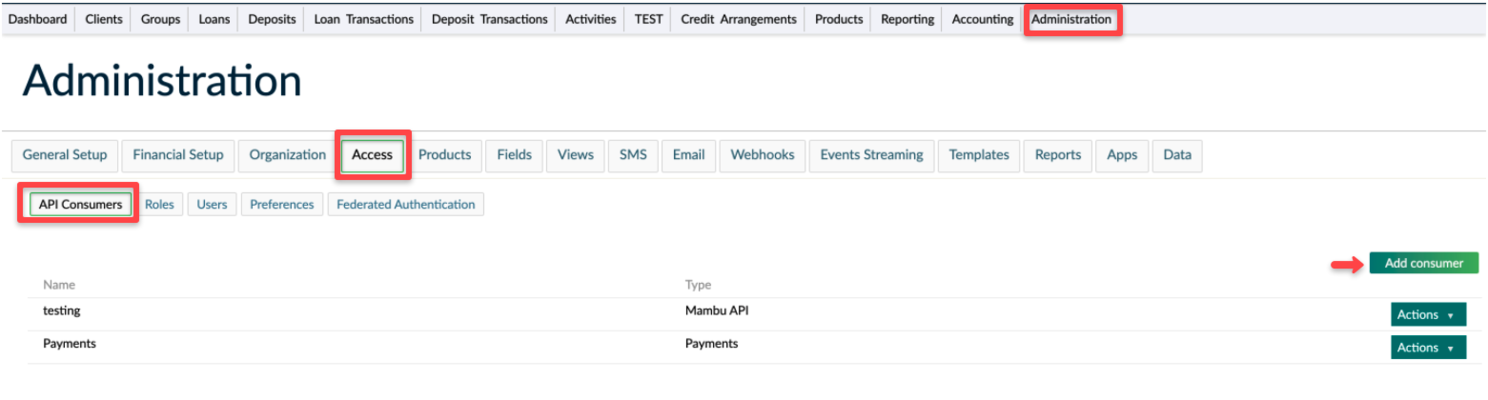 Dashboard Clients Groups Loans Deposits Loan Transactions Deposit Transactions Activities TEST Credit Arrangements Products Reporting Accounting Administration
Administration
General Setup Financial Setup Organization Access Products Fields Views SMS Email Webhooks Events Streaming Templates Reports Apps Data
API Consumers Roles Users Preferences Federated Authentication
Add consumer
Name Type
testing Mambu API Actions
Payments Payments Actions